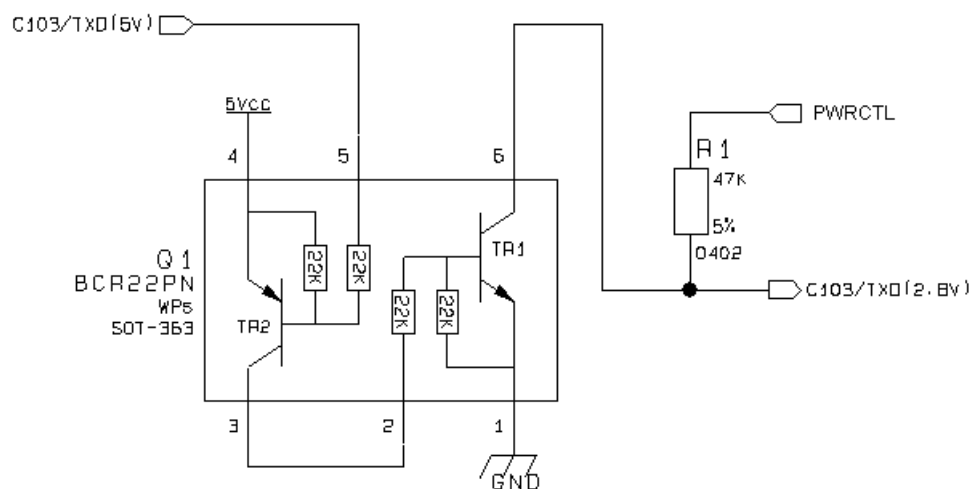 C103/TXD(5V)
5VCC
4
5
6
PWRCTL
R1
47K
5%
0402
Q1
BCR22PN
WPs
SOT-363
22K
22K
TR1
22K
22K
TR2
C103/TXD(2.8V)
3
2
1
GND